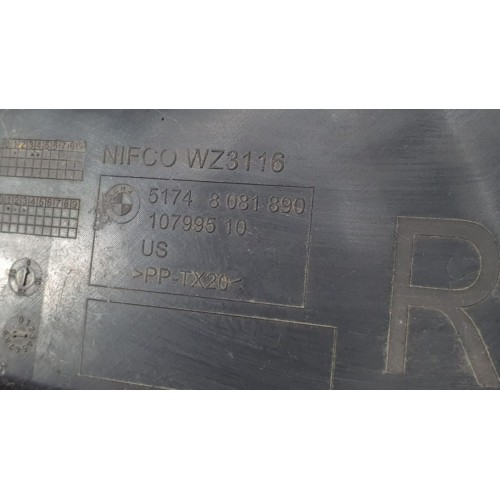 NIFCO WZ3116
5174 8 081 890
107995 10
US
>PP-TX20<
R